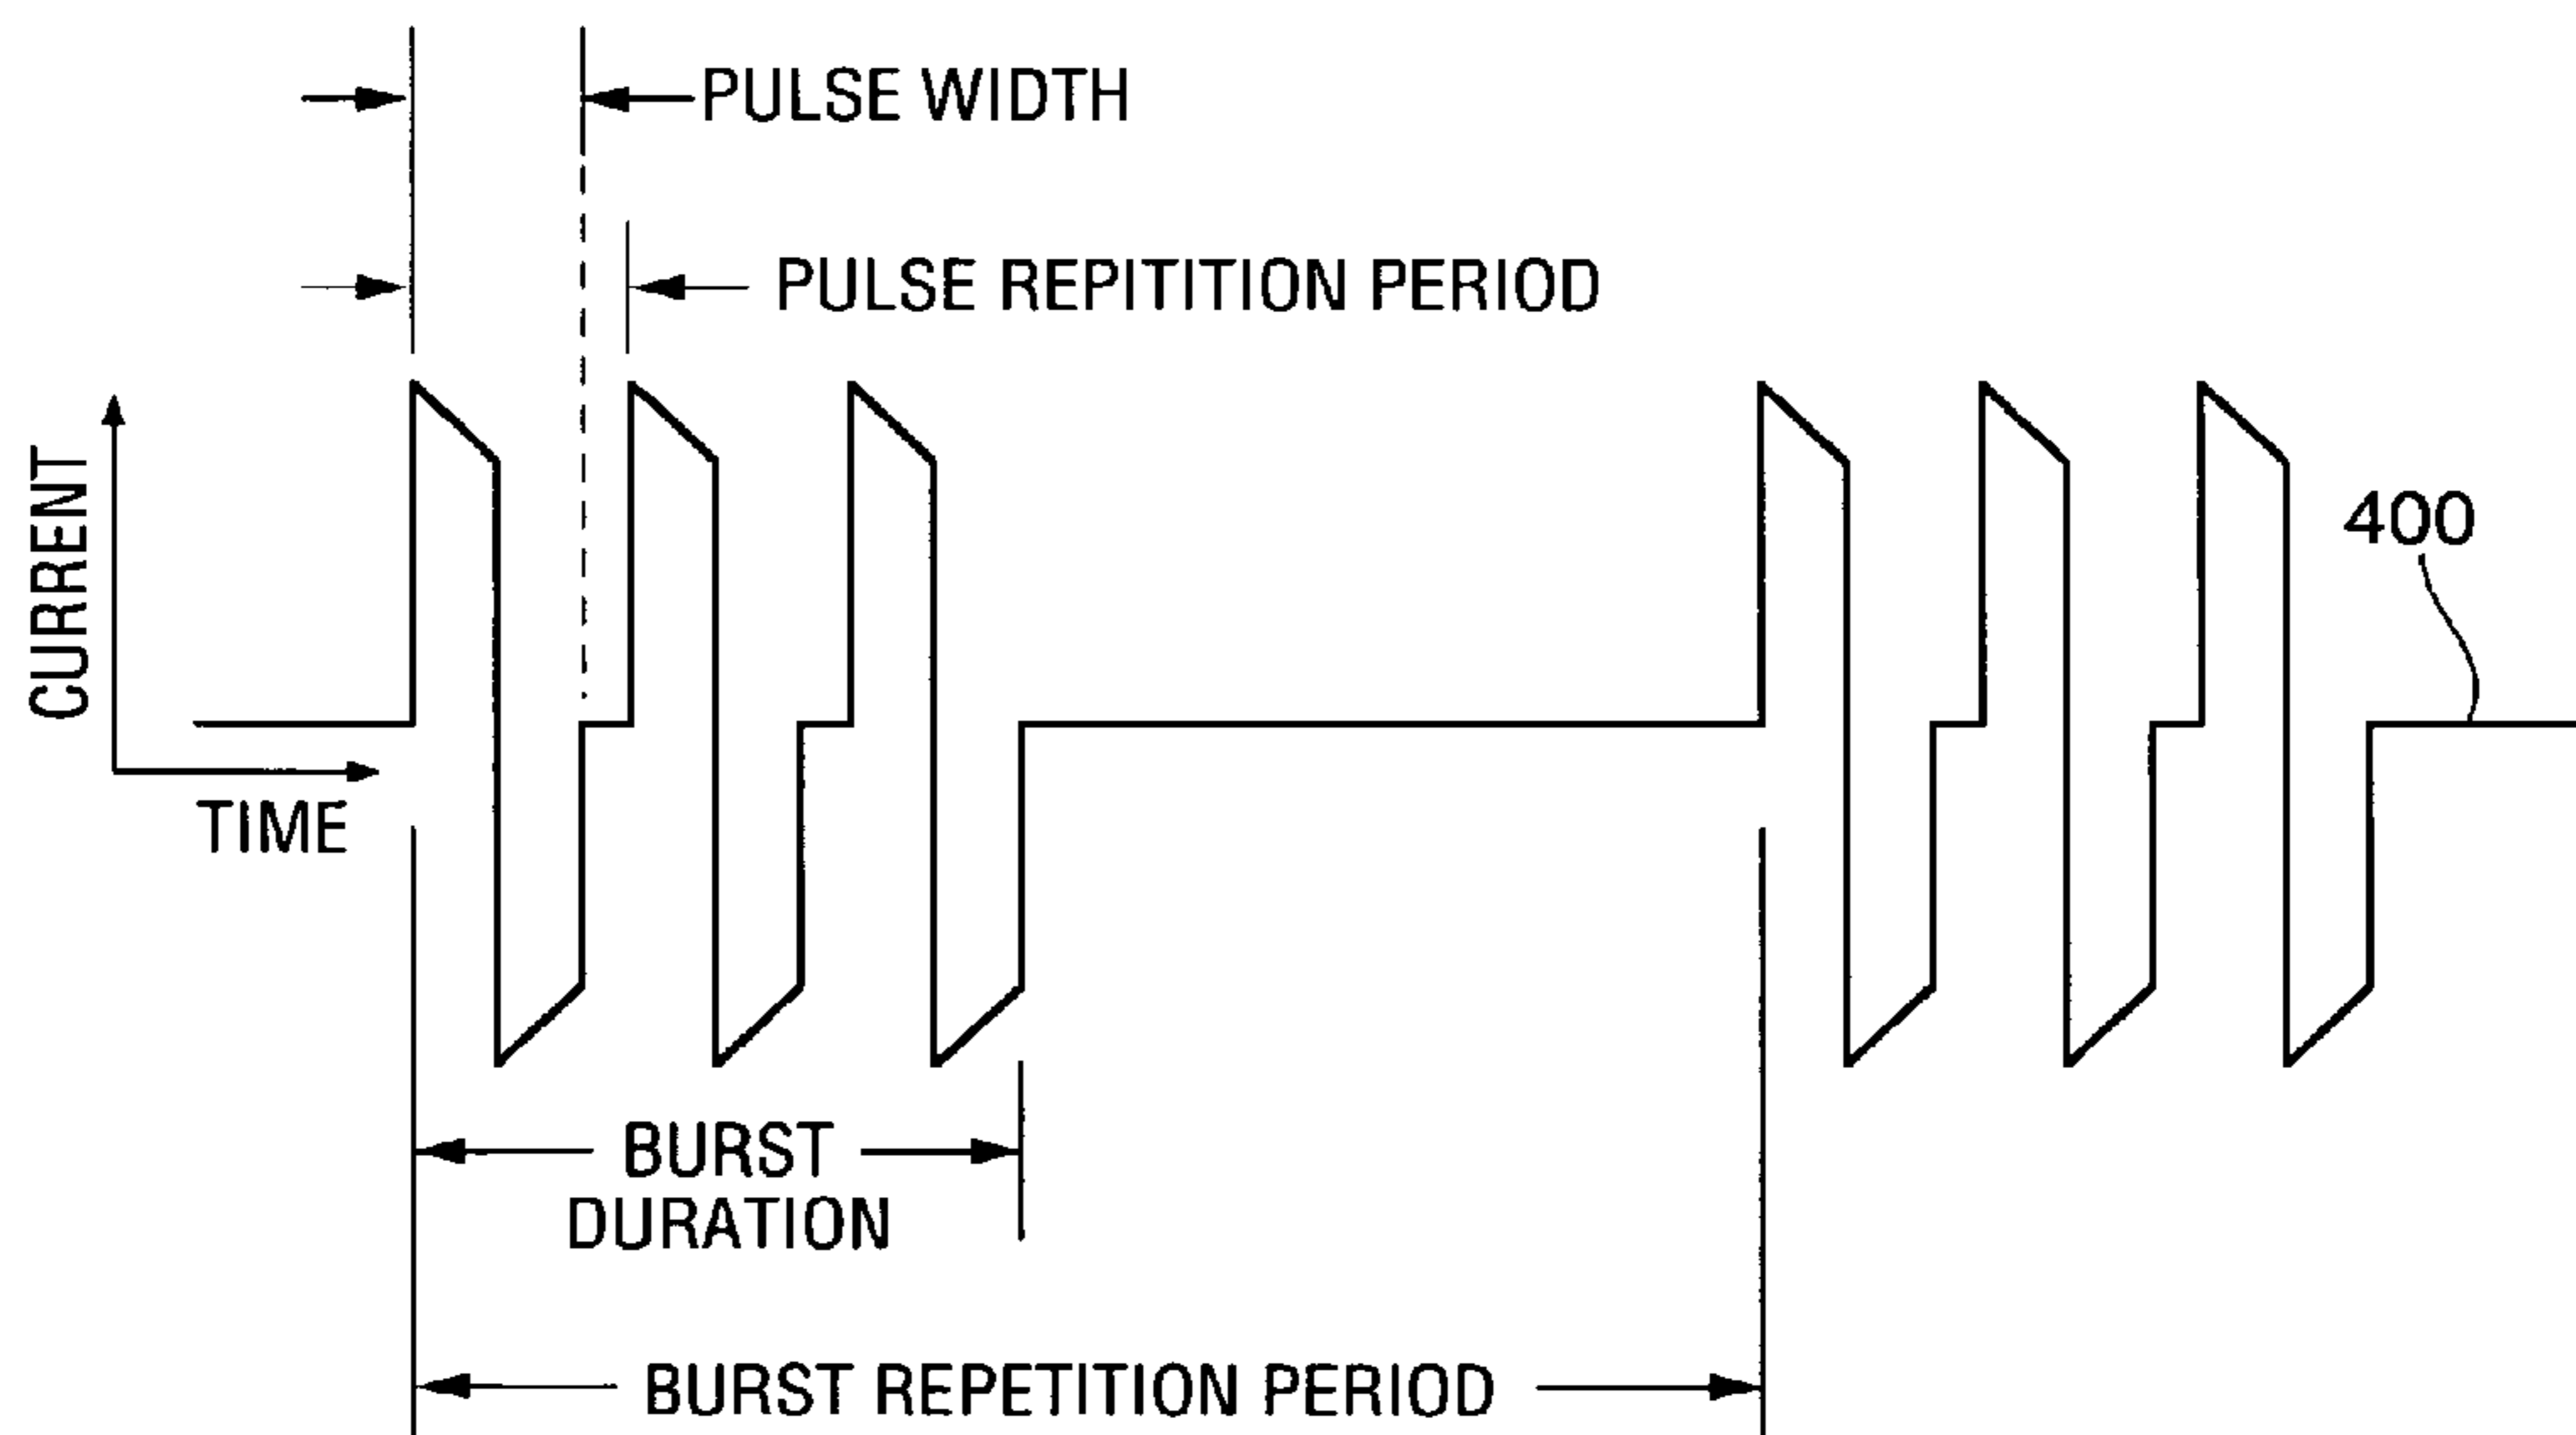 PULSE WIDTH
PULSE REPITITION PERIOD
CURRENT
400
TIME
BURST
DURATION
BURST REPETITION PERIOD